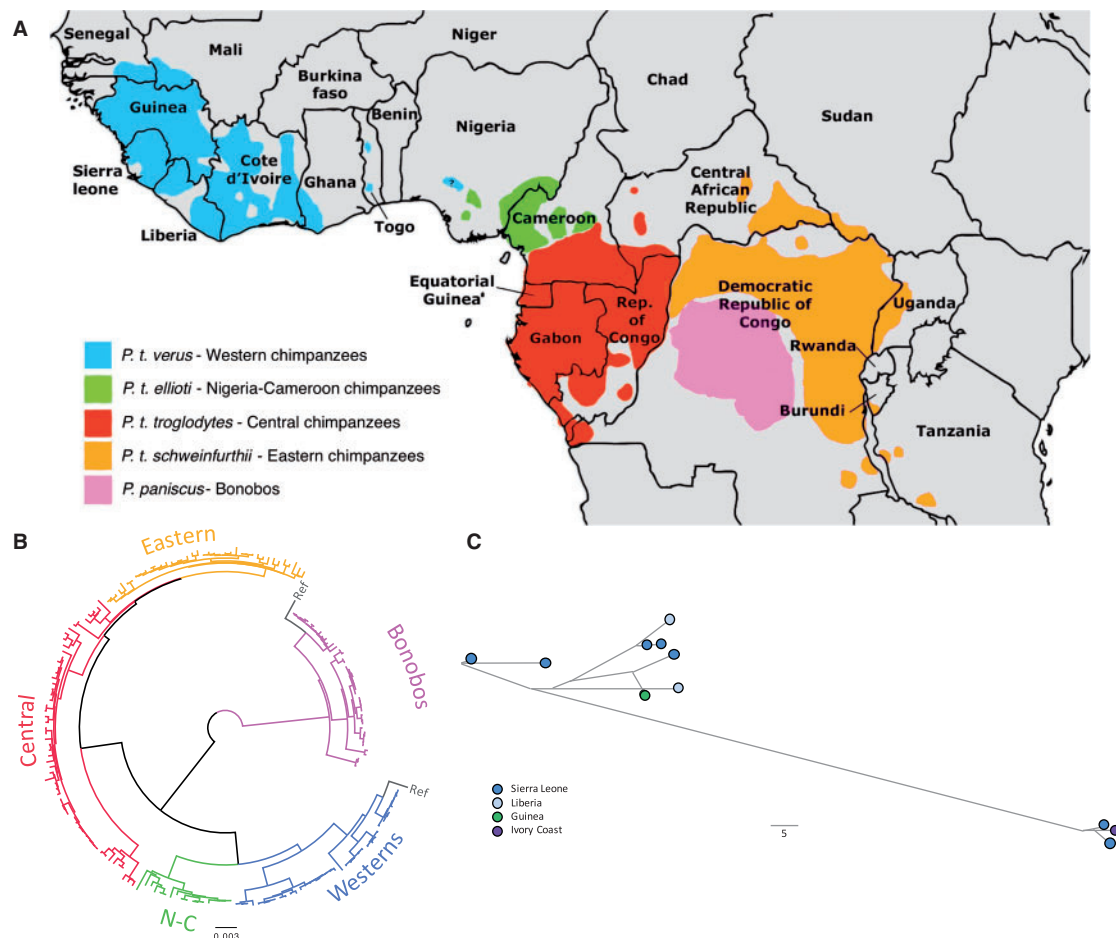 A
Senegal
Mali
Niger
Chad
Sudan
Burkina
faso
Benin
Nigeria
Guinea
Sierra
leone
Cote
d'Ivoire
Ghana
Liberia
Togo
?
Cameroon
Central
African
Republic
Equatorial
Guinea
Rep.
of
Congo
Gabon
Democratic
Republic of
Congo
Uganda
Rwanda
Burundi
Tanzania
P. t. verus - Western chimpanzees
P. t. ellioti - Nigeria-Cameroon chimpanzees
P. t. troglodytes - Central chimpanzees
P. t. schweinfurthii - Eastern chimpanzees
P. paniscus- Bonobos
B
Eastern
Ref
Bonobos
Central
Ref
Westerns
N-C
0.003
C
Sierra Leone
Liberia
Guinea
Ivory Coast
5